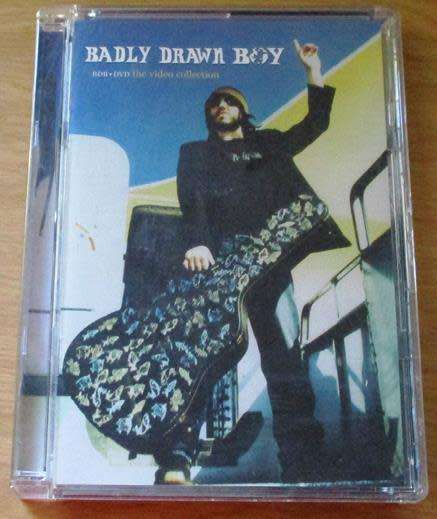 BADLY DRAWN BOY
BDB•DVD the video collection